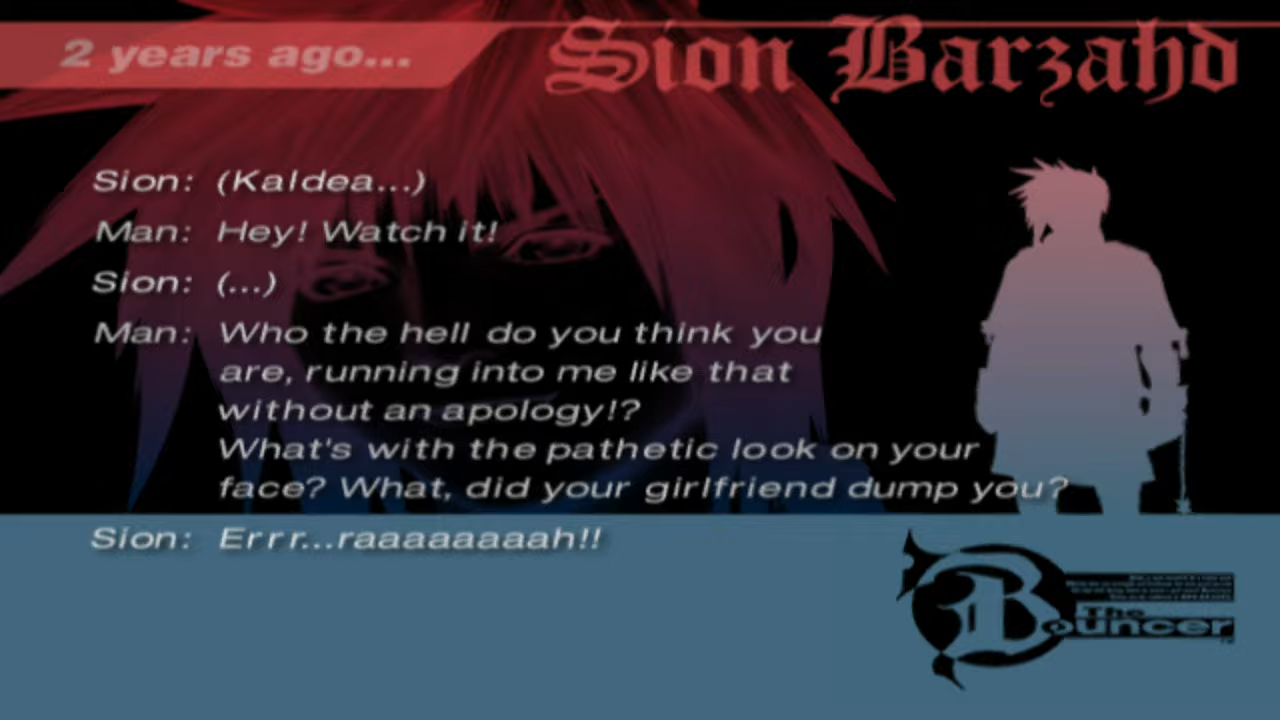 2 years ago...
Sion Barzahd
Sion: (Kaldea...)
Man: Hey! Watch it!
Sion: (...)
Man: Who the hell do you think you
are, running into me like that
without an apology!?
What's with the pathetic look on your
face? What, did your girlfriend dump you?
Sion: Errr...raaaaaaaaah!!
The
Bouncer